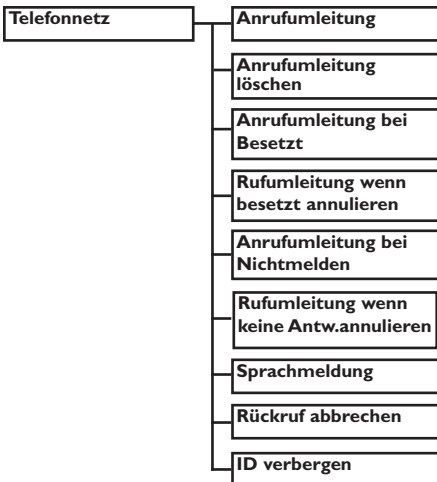 Telefonnetz
Anrufumleitung
Anrufumleitung
löschen
Anrufumleitung bei
Besetzt
Rufumleitung wenn
besetzt annulieren
Anrufumleitung bei
Nichtmelden
Rufumleitung wenn
keine Antw.annulieren
Sprachmeldung
Rückruf abbrechen
ID verbergen